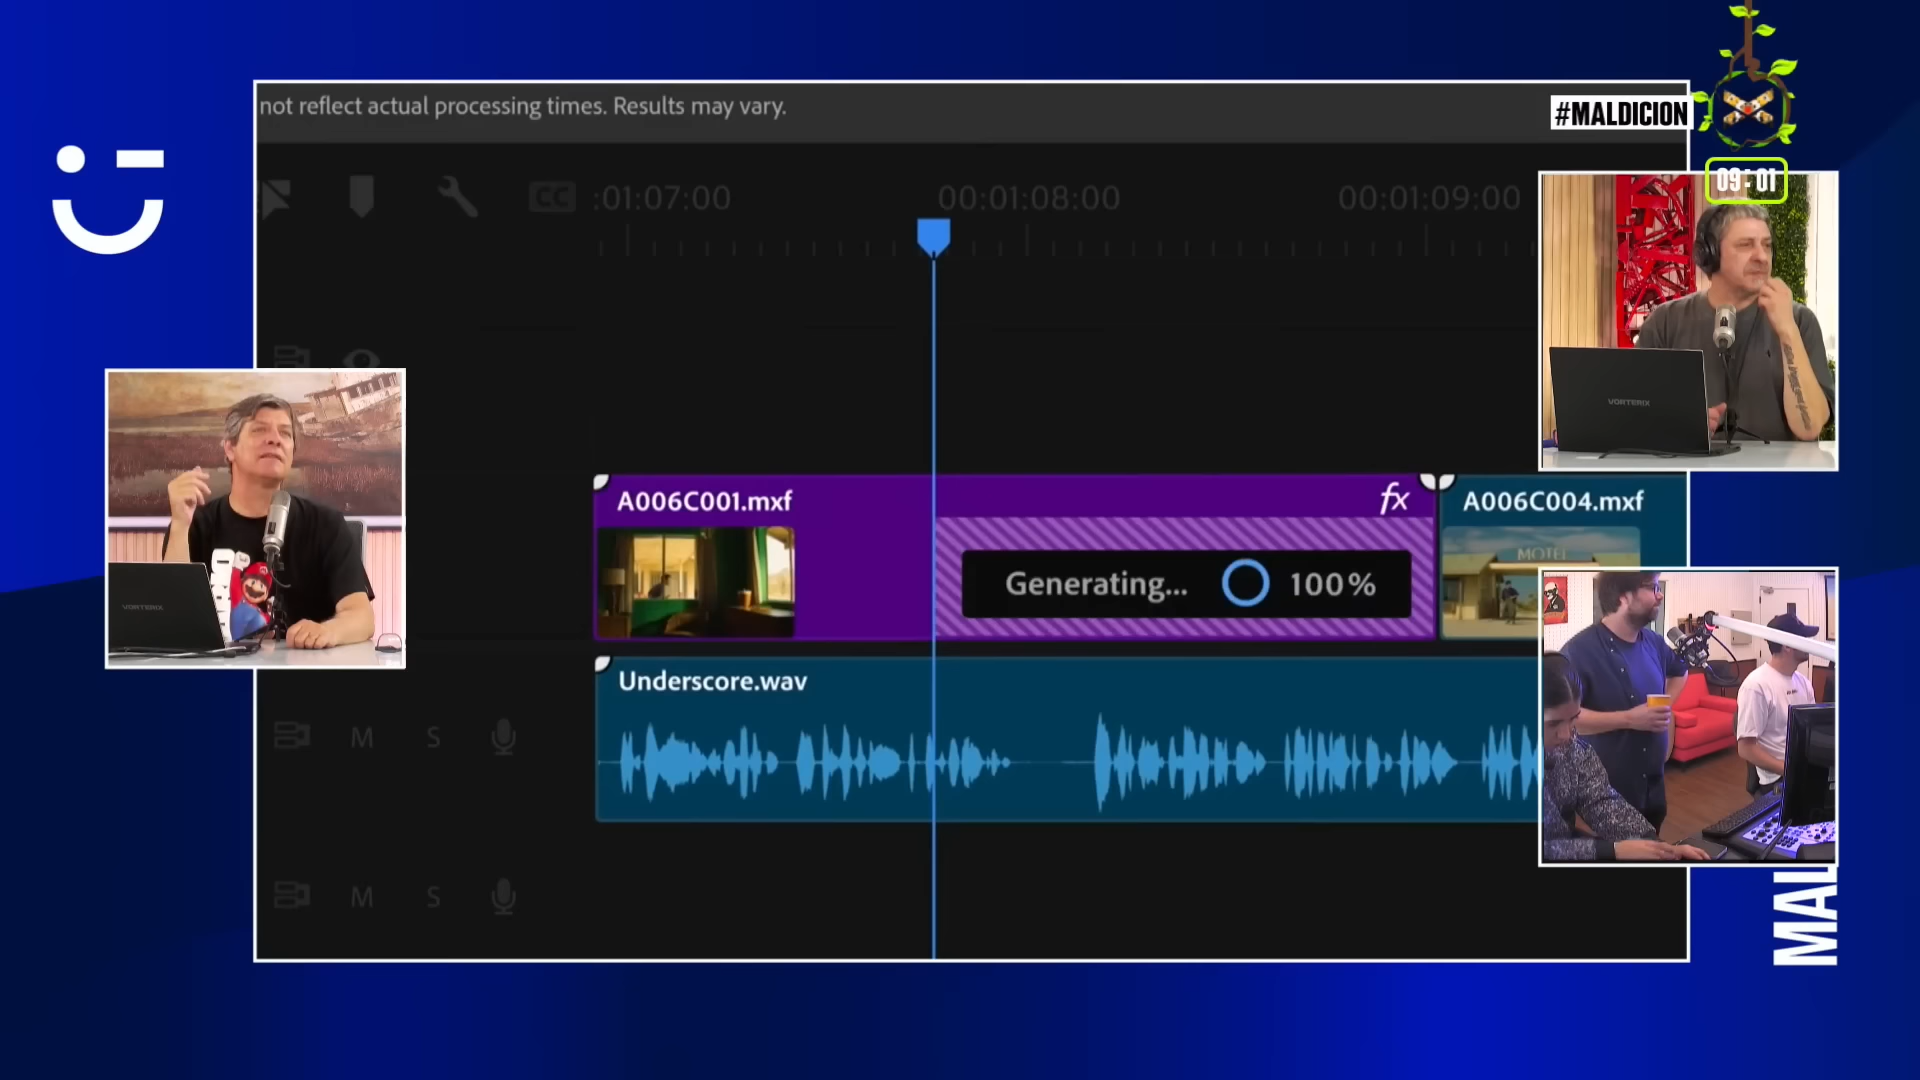 not reflect actual processing times. Results may vary.
#MALDICION
09:01
CC
:01:07:00
00:01:08:00
00:01:09:00
A006C001.mxf
fx
A006C004.mxf
MOTEL
Generating...
100%
VORTERIX
VORTERIX
Underscore.wav
M
S
M
S
MAL